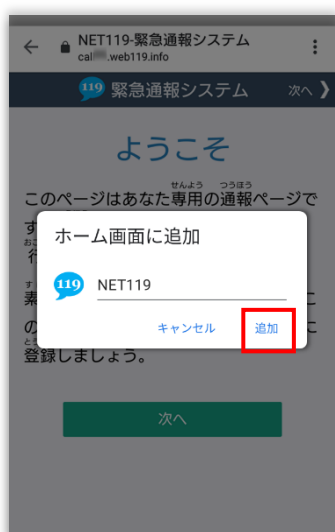 NET119-緊急通報システム
cal .web119.info
119 緊急通報システム 次へ ❯
ようこそ
せんよう つうほう
このページはあなた専用の通報ページで
す
行
ホーム画面に追加
119 NET119
キャンセル 追加
素
の に
登録しましょう。
次へ